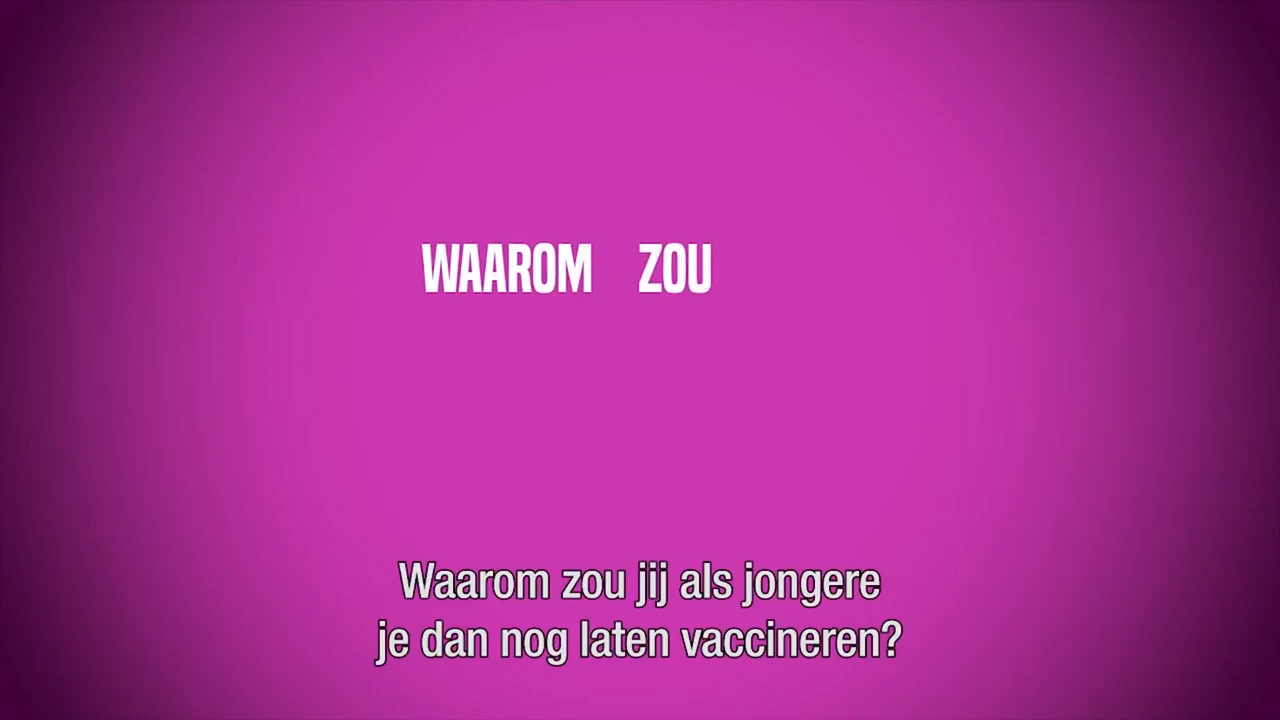 WAAROM ZOU
Waarom zou jij als jongere
je dan nog laten vaccineren?